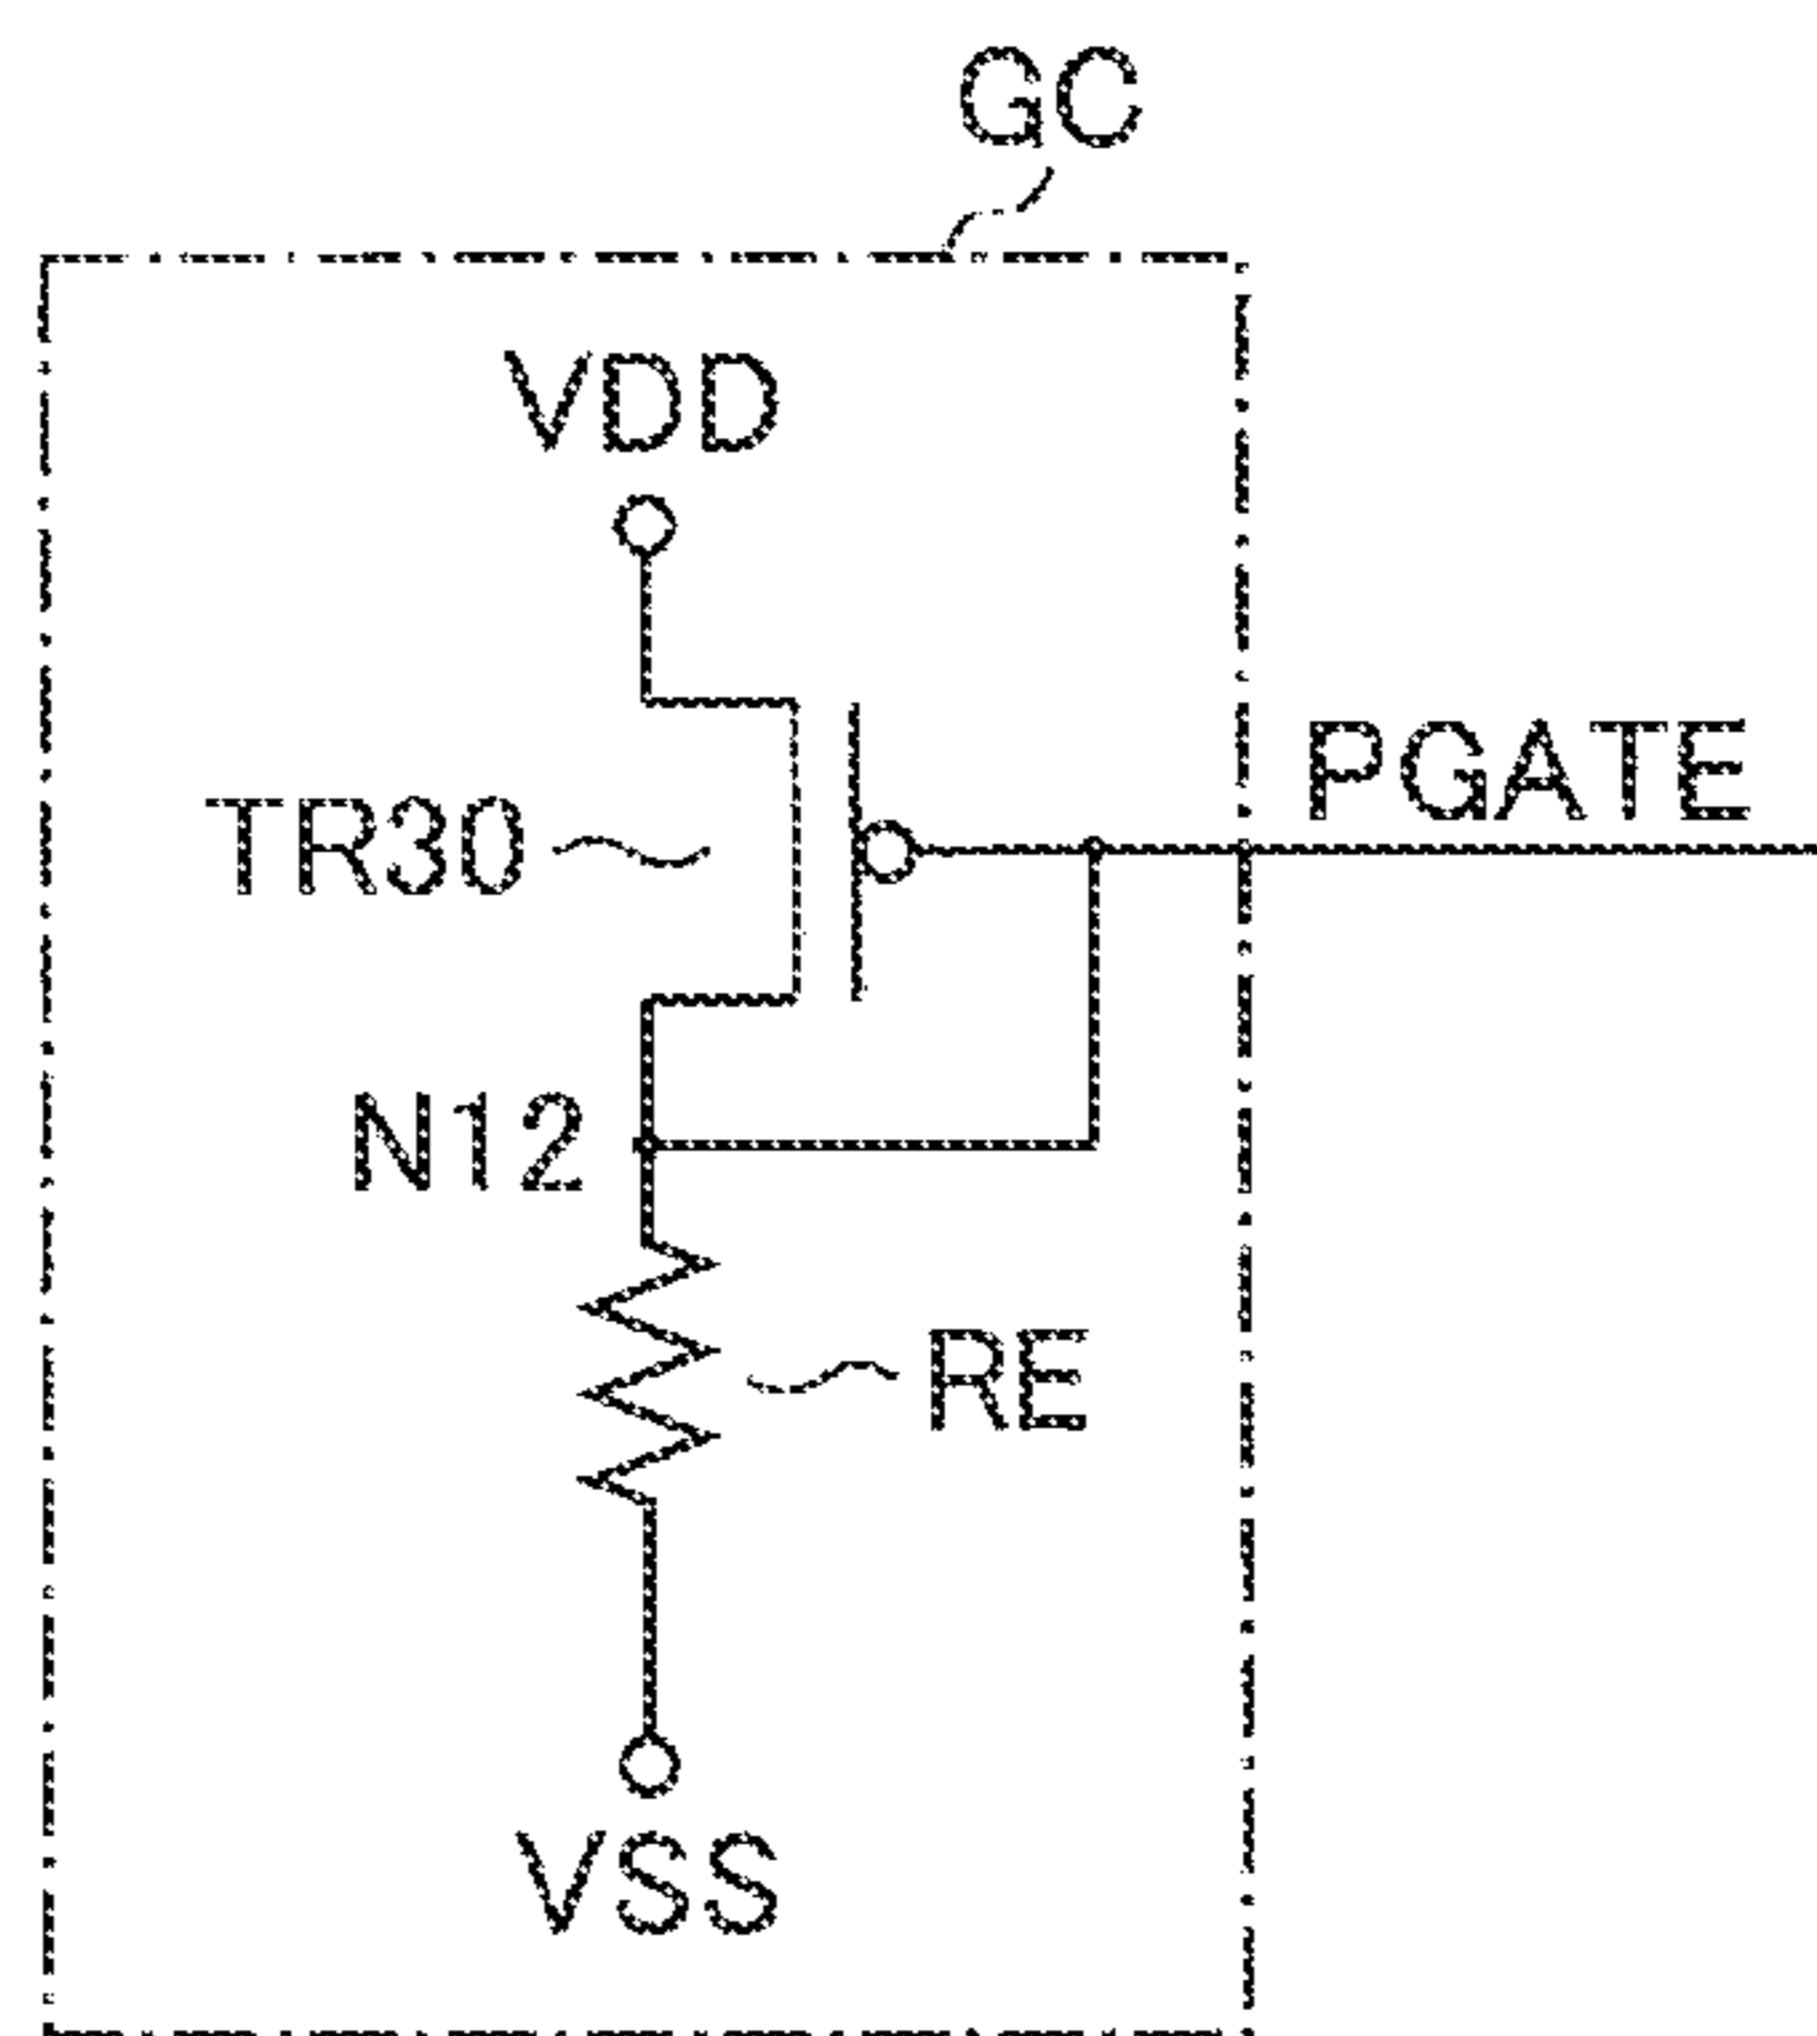 GC
VDD
PGATE
TR30
N12
RE
VSS